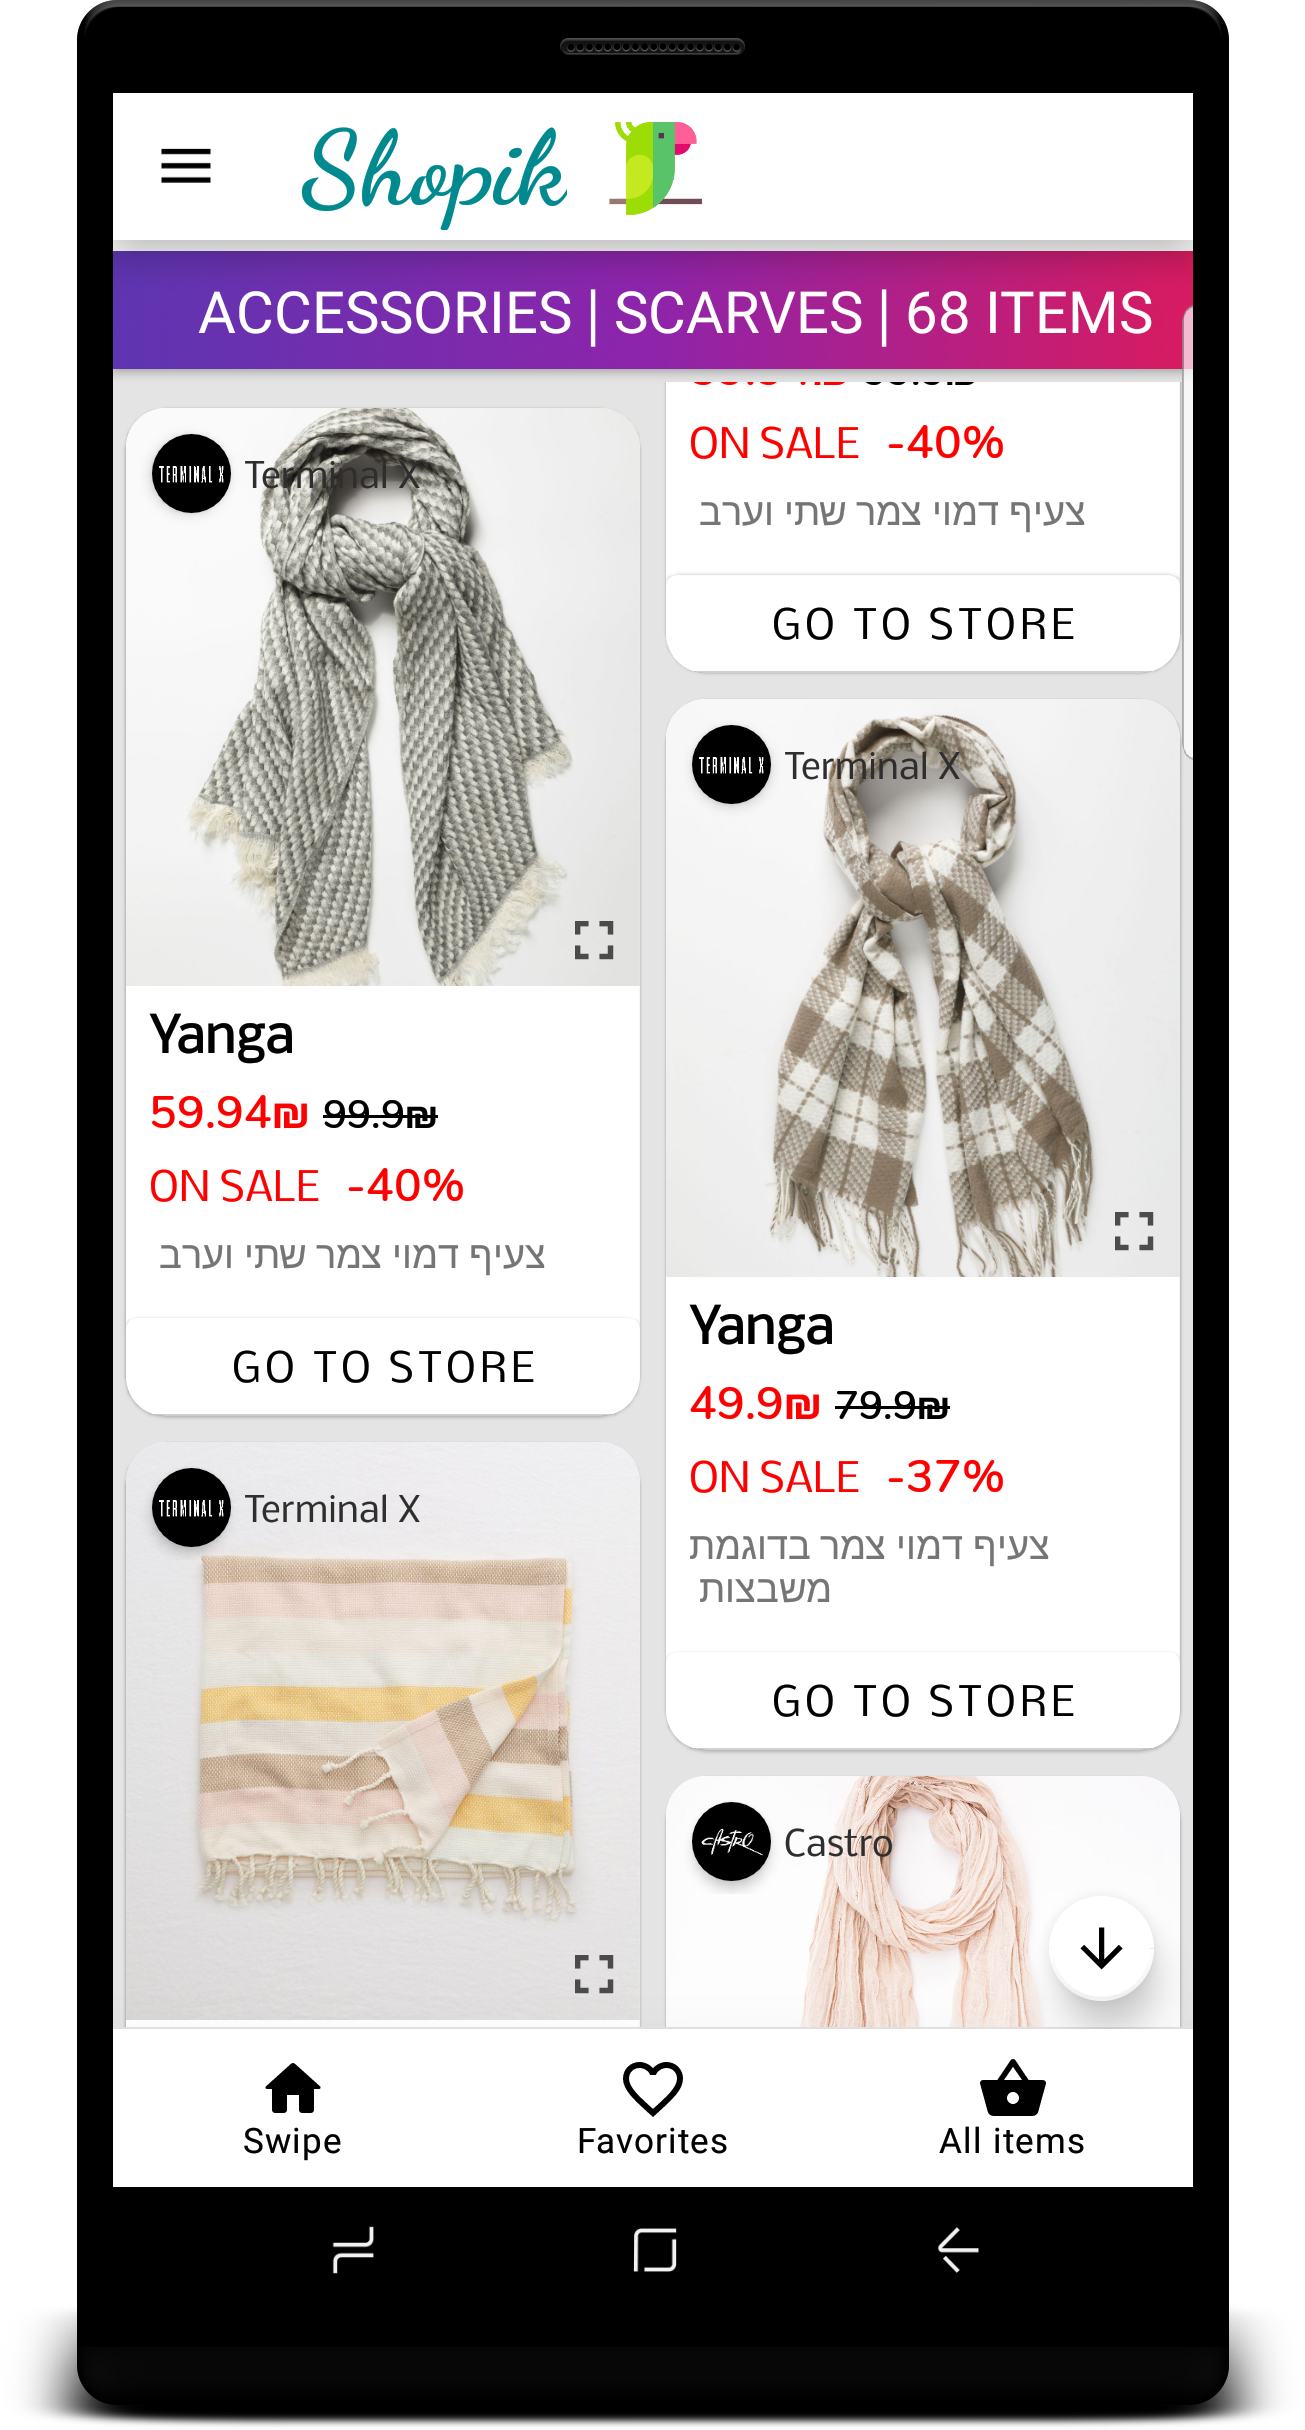 Shopik
ACCESSORIES | SCARVES | 68 ITEMS
TERMINAL X Terminal X
Yanga
59.94₪ 99.9₪
ON SALE -40%
צעיף דמוי צמר שתי וערב
GO TO STORE
TERMINAL X Terminal X
ON SALE -40%
צעיף דמוי צמר שתי וערב
GO TO STORE
TERMINAL X Terminal X
Yanga
49.9₪ 79.9₪
ON SALE -37%
צעיף דמוי צמר בדוגמת
משבצות
GO TO STORE
CASTRO Castro
Swipe
Favorites
All items